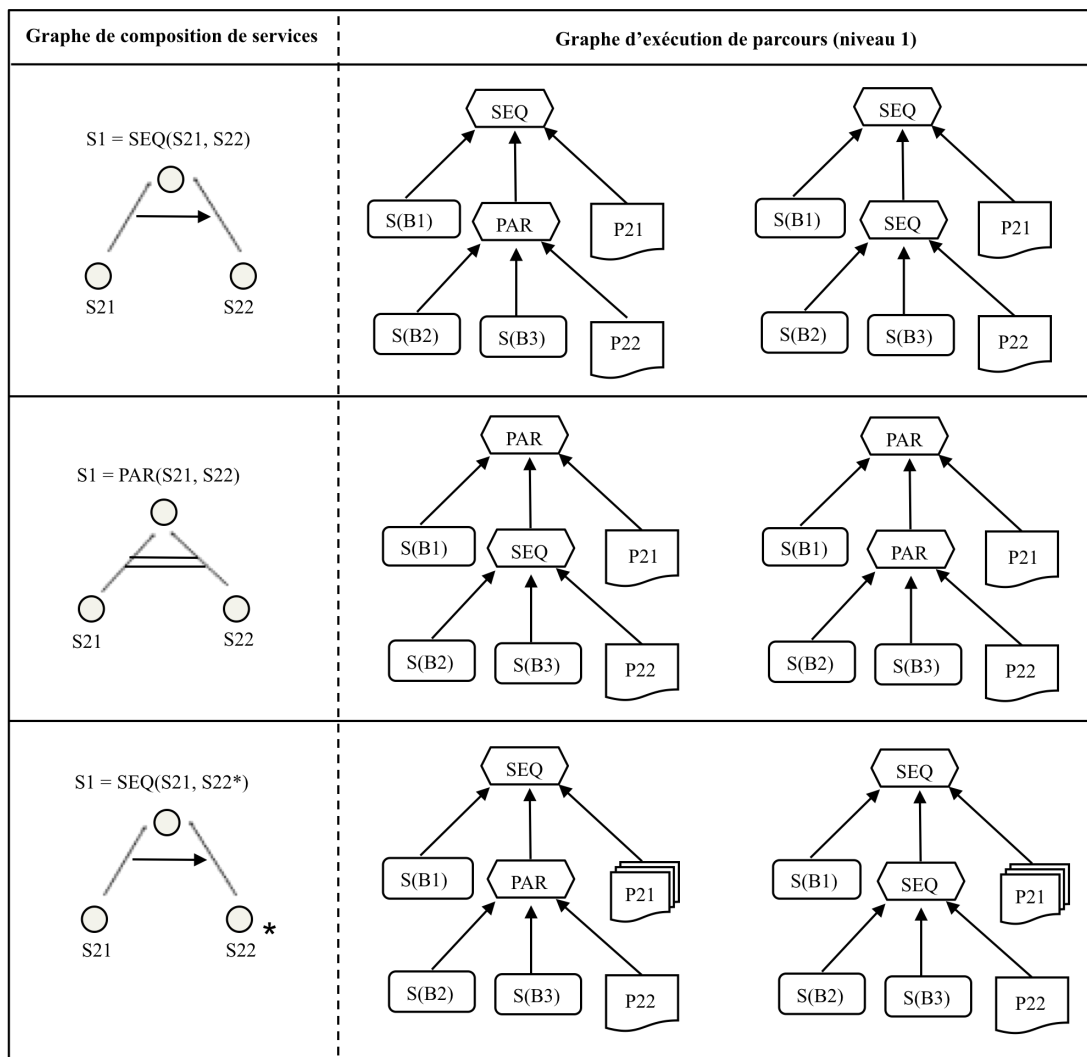 Graphe de composition de services
Graphe d'exécution de parcours (niveau 1)
S1 = SEQ(S21, S22)
S21
S22
SEQ
S(B1)
PAR
P21
S(B2)
S(B3)
P22
SEQ
S(B1)
SEQ
P21
S(B2)
S(B3)
P22
S1 = PAR(S21, S22)
S21
S22
PAR
S(B1)
SEQ
P21
S(B2)
S(B3)
P22
PAR
S(B1)
PAR
P21
S(B2)
S(B3)
P22
S1 = SEQ(S21, S22*)
S21
S22 *
SEQ
S(B1)
PAR
P21
S(B2)
S(B3)
P22
SEQ
S(B1)
SEQ
P21
S(B2)
S(B3)
P22